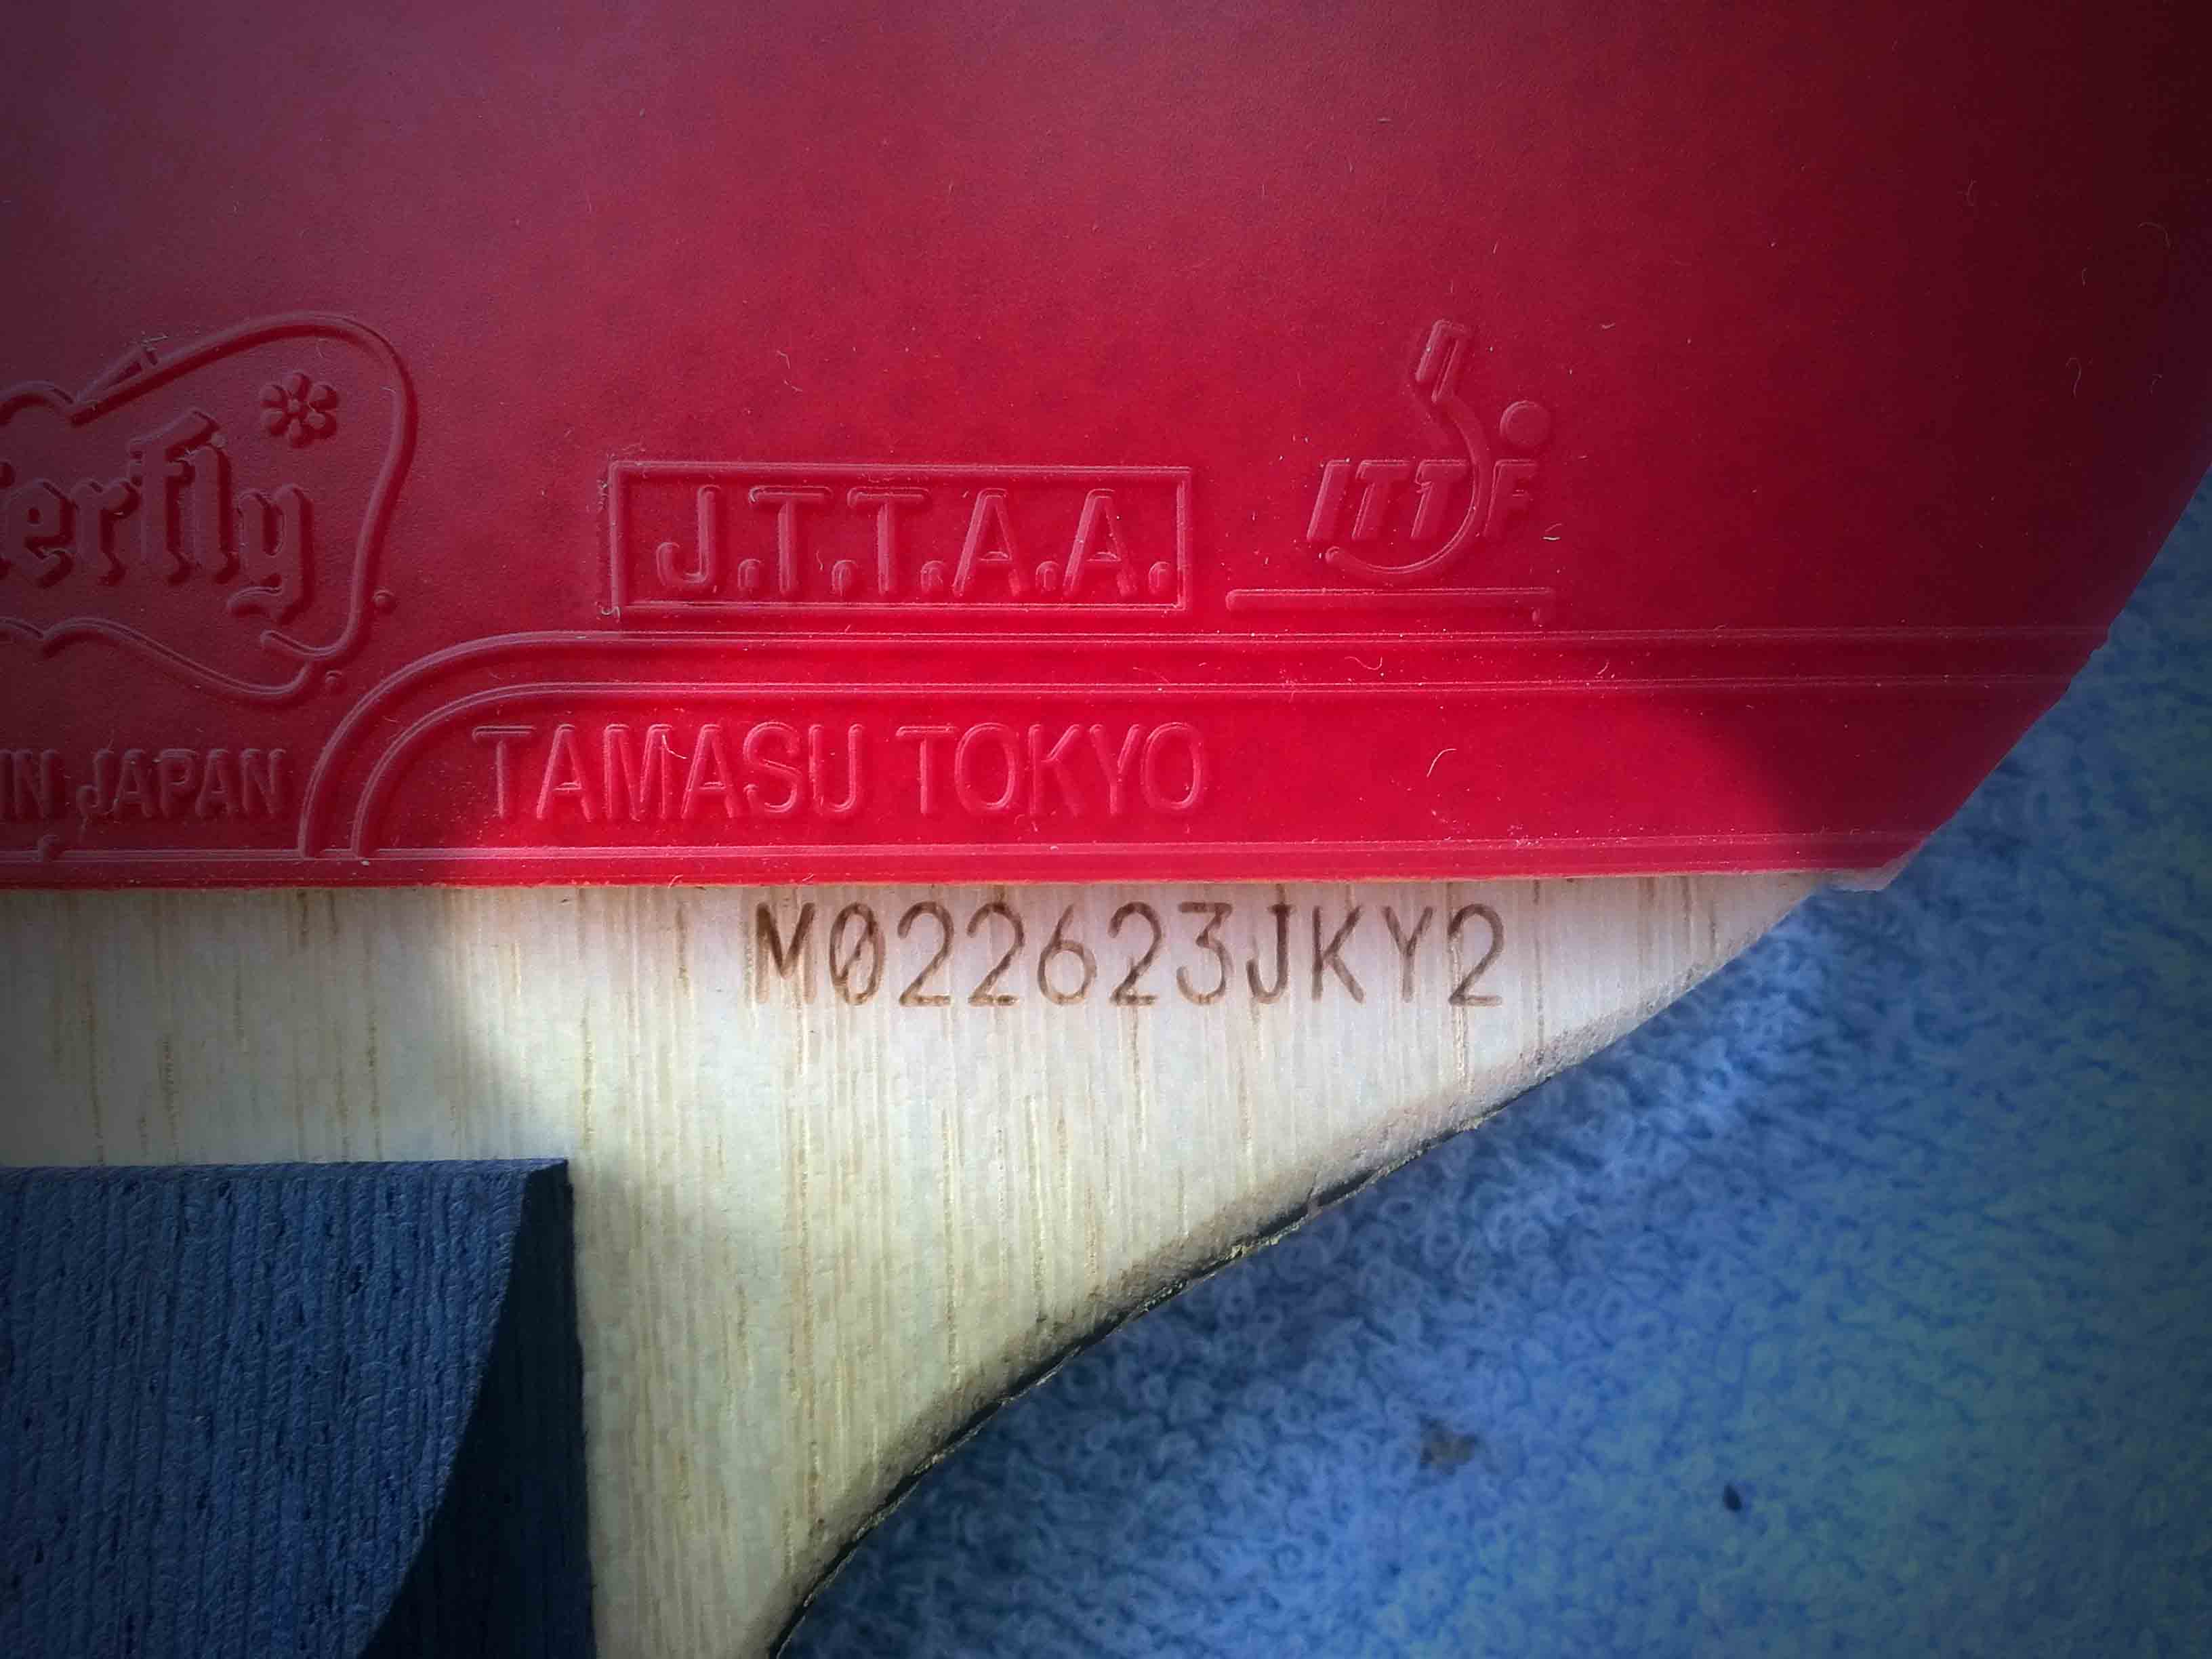 terfly
J.T.T.A.A.
ITTF
IN JAPAN
TAMASU TOKYO
M022623JKY2